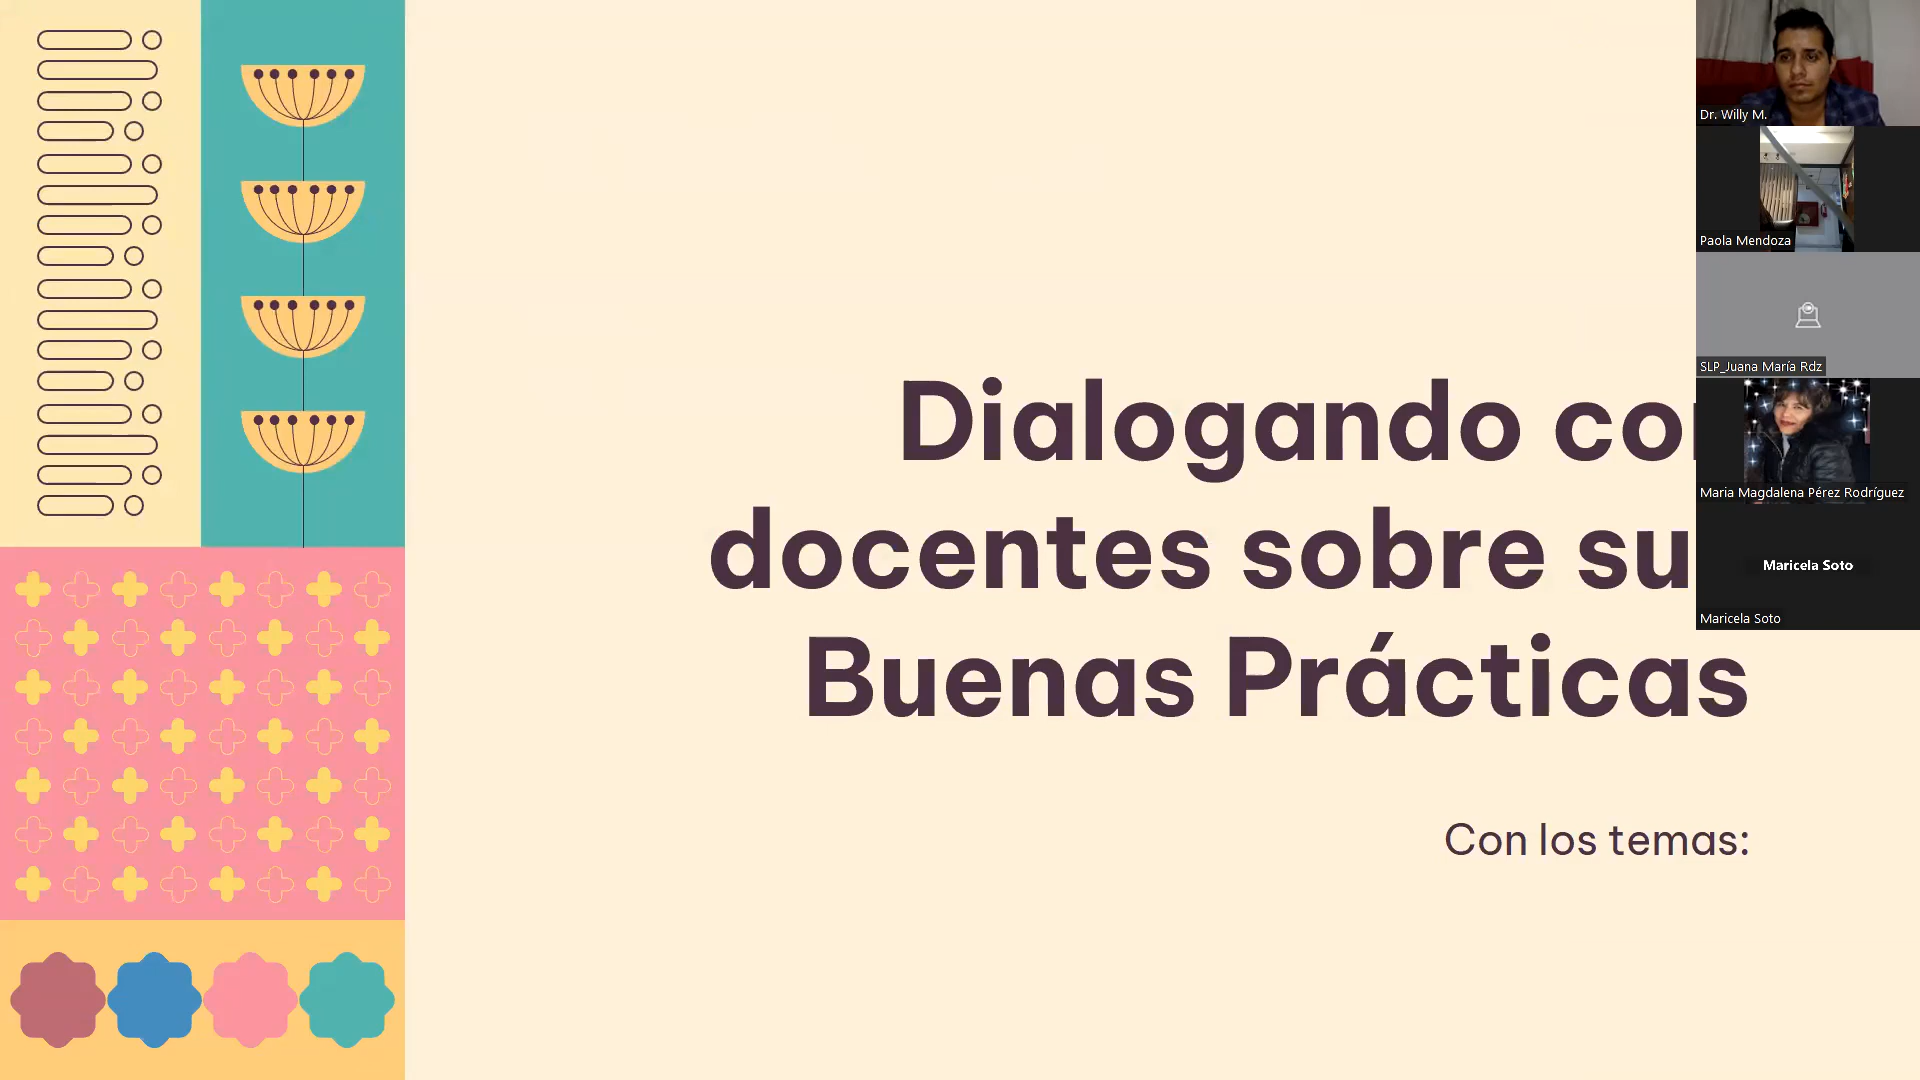 Dialogando co
docentes sobre su
Buenas Prácticas
Con los temas:
Dr. Willy M.
Paola Mendoza
SLP_Juana María Rdz
Maria Magdalena Pérez Rodríguez
Maricela Soto
Maricela Soto